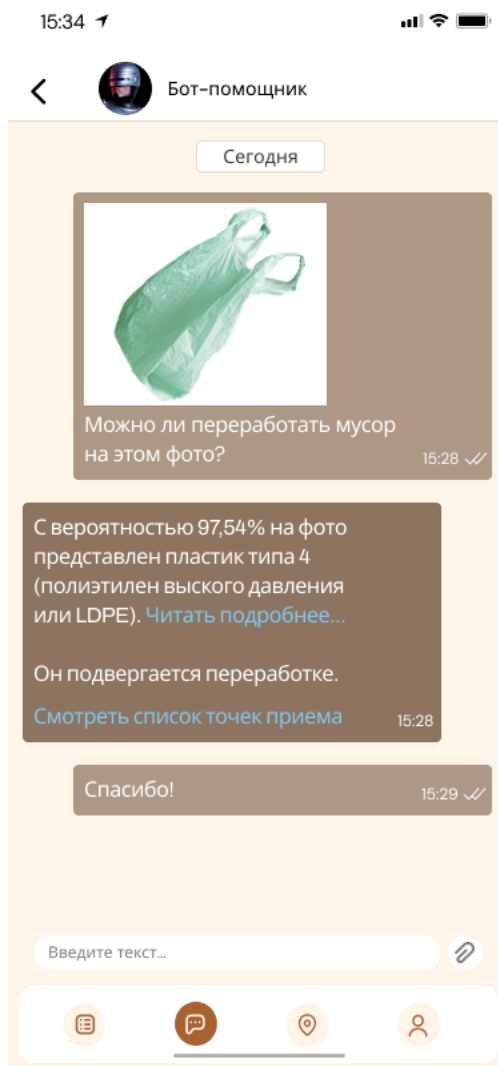 15:34
Бот-помощник
Сегодня
Можно ли переработать мусор
на этом фото?
15:28
С вероятностью 97,54% на фото
представлен пластик типа 4
(полиэтилен выского давления
или LDPE). Читать подробнее...
Он подвергается переработке.
Смотреть список точек приема
15:28
Спасибо!
15:29
Введите текст...